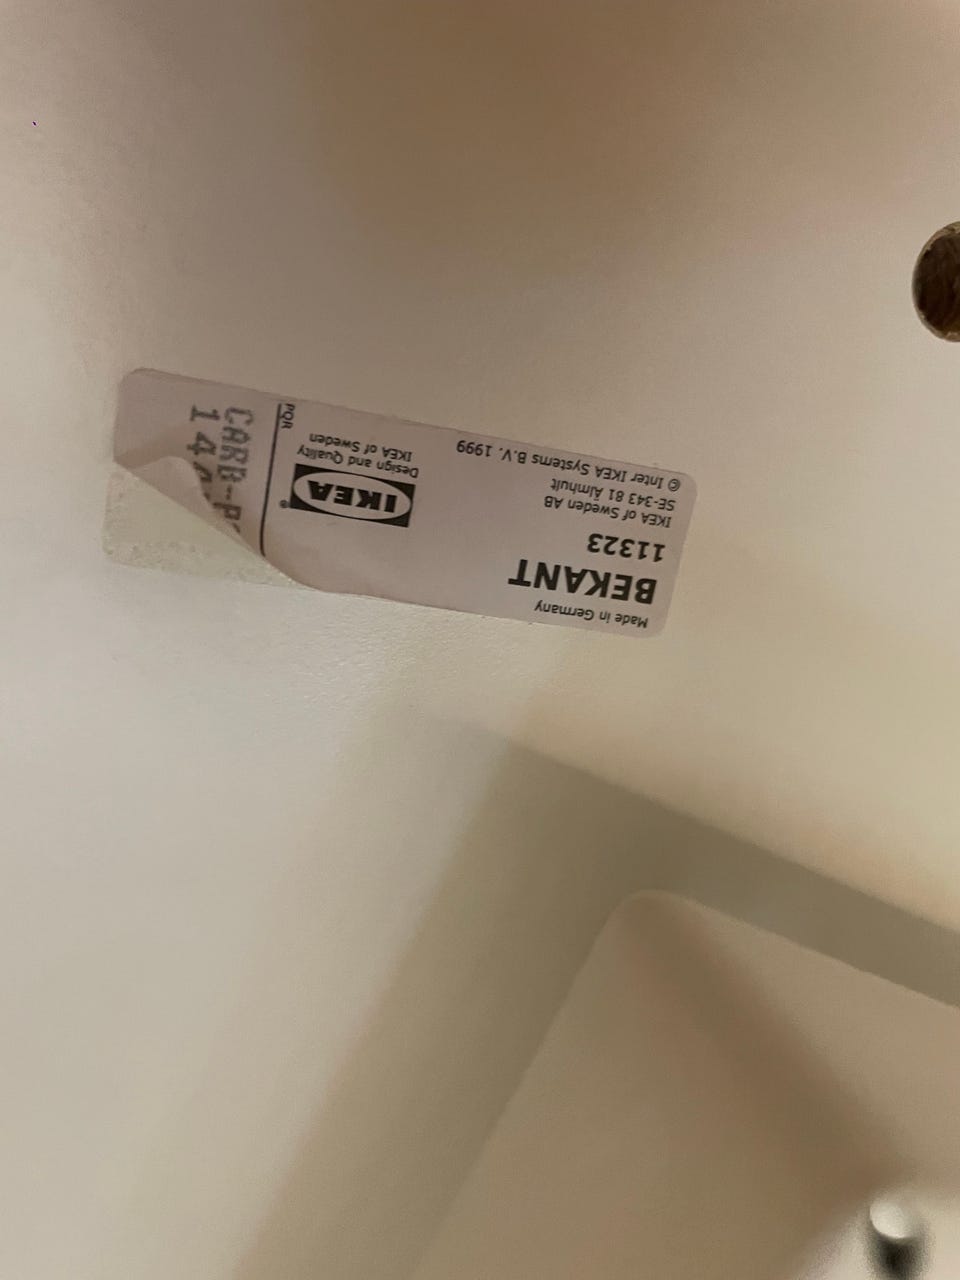 Made in Germany
BEKANT
11323
IKEA of Sweden AB
SE-343 81 Älmhult
© Inter IKEA Systems B.V. 1999
IKEA®
Design and Quality
IKEA of Sweden
PQR